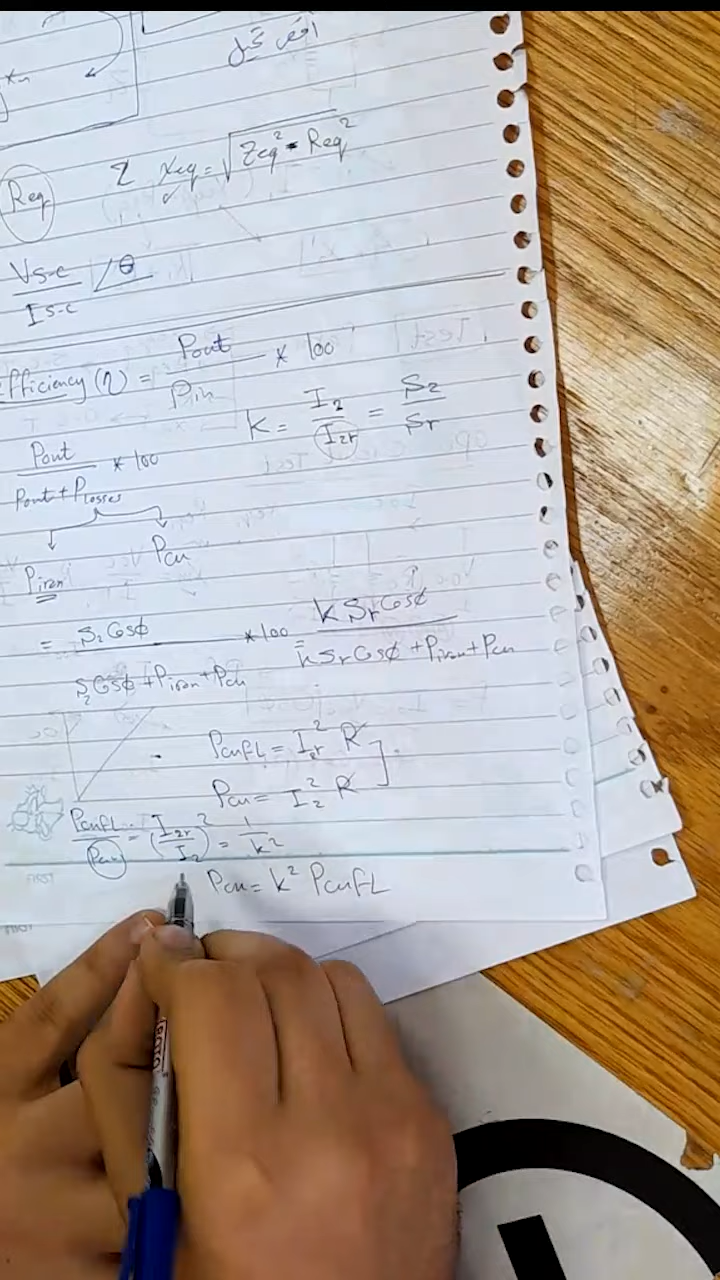 Xm
Req
Xeq = √Zeq² - Req²
Vs-c / Is-c ∠θ
Efficiency (η) = Pout / Pin * 100
k = I₂ / I₂r = S₂ / Sr
Pout / Pout + Plosses * 100
Piron Pcu
= S₂ Cosφ / S₂ Cosφ + Piron + Pcu * 100 = k Sr Cosφ / k Sr Cosφ + Piron + Pcu
PcuFL = I₂r² R
Pcu = I₂² R
PcuFL / Pcu = (I₂r / I₂)² = 1 / k²
Pcu = k² PcuFL
FIRST